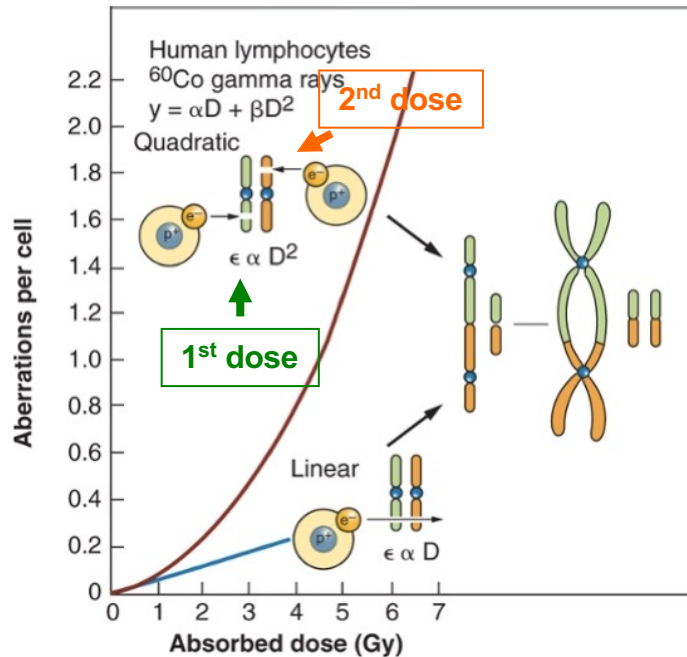 Human lymphocytes
⁶⁰Co gamma rays
y = αD + βD²
Quadratic
2ⁿᵈ dose
e⁻
p⁺
e⁻
p⁺
ϵ α D²
1ˢᵗ dose
Linear
e⁻
p⁺
ϵ α D
Aberrations per cell
2.2
2.0
1.8
1.6
1.4
1.2
1.0
0.8
0.6
0.4
0.2
0
0 1 2 3 4 5 6 7
Absorbed dose (Gy)